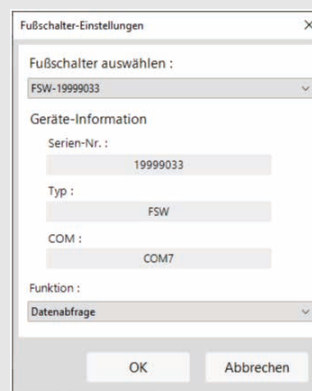 Fußschalter-Einstellungen
Fußschalter auswählen :
FSW-19999033
Geräte-Information
Serien-Nr. :
19999033
Typ :
FSW
COM :
COM7
Funktion :
Datenabfrage
OK Abbrechen